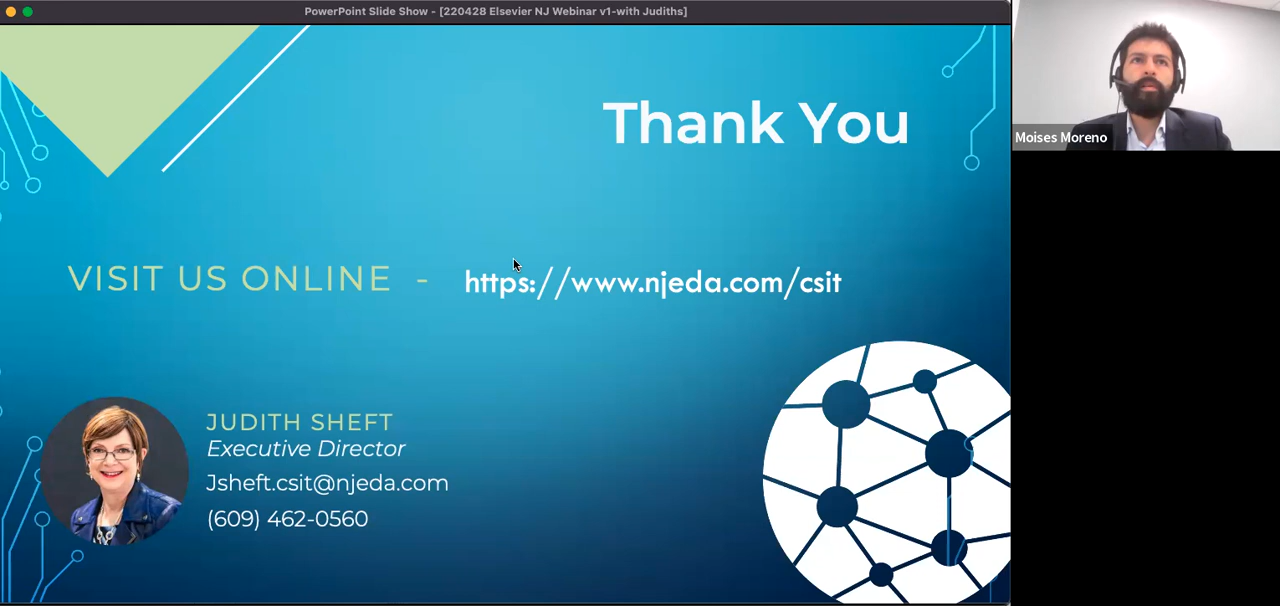 PowerPoint Slide Show - [220428 Elsevier NJ Webinar v1-with Judiths]
Thank You
VISIT US ONLINE - https://www.njeda.com/csit
JUDITH SHEFT
Executive Director
Jsheft.csit@njeda.com
(609) 462-0560
Moises Moreno